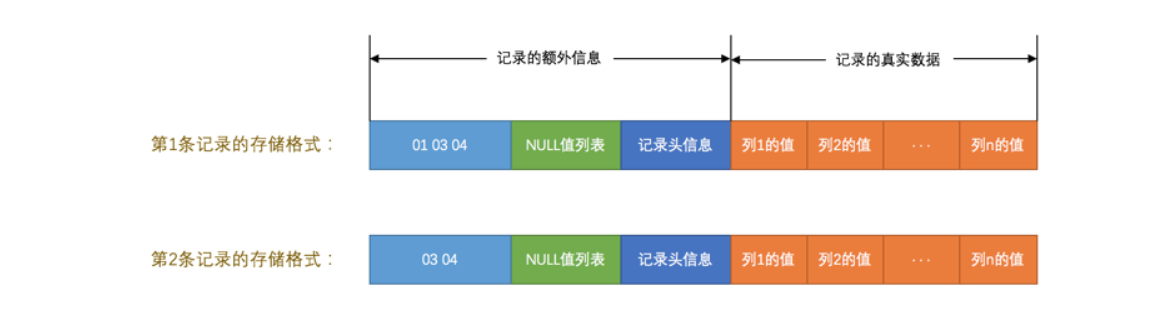 记录的额外信息 记录的真实数据
第1条记录的存储格式： 01 03 04 NULL值列表 记录头信息 列1的值 列2的值 ... 列n的值
第2条记录的存储格式： 03 04 NULL值列表 记录头信息 列1的值 列2的值 ... 列n的值